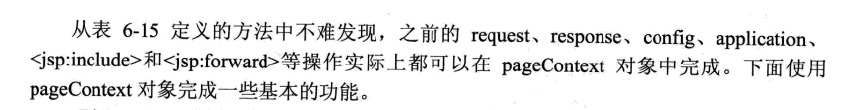 从表 6-15 定义的方法中不难发现，之前的 request、response、config、application、
<jsp:include>和<jsp:forward>等操作实际上都可以在 pageContext 对象中完成。下面使用
pageContext 对象完成一些基本的功能。